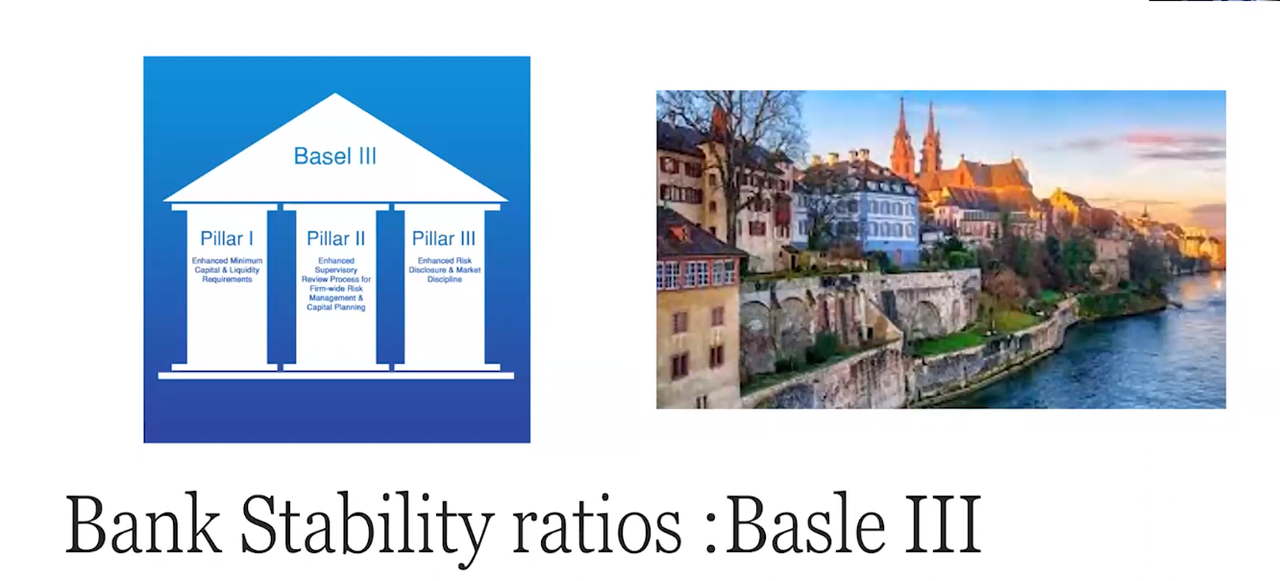 Basel III
Pillar I
Enhanced Minimum
Capital & Liquidity
Requirements
Pillar II
Enhanced
Supervisory
Review Process for
Firm-wide Risk
Management &
Capital Planning
Pillar III
Enhanced Risk
Disclosure & Market
Discipline
Bank Stability ratios :Basle III